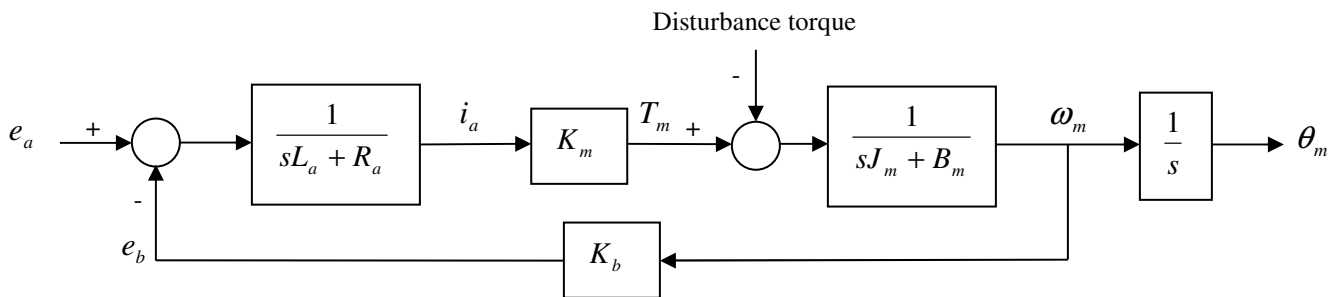 Disturbance torque
-
e_a
+
1
sL_a + R_a
i_a
K_m
T_m
+
1
sJ_m + B_m
ω_m
1
s
θ_m
-
e_b
K_b